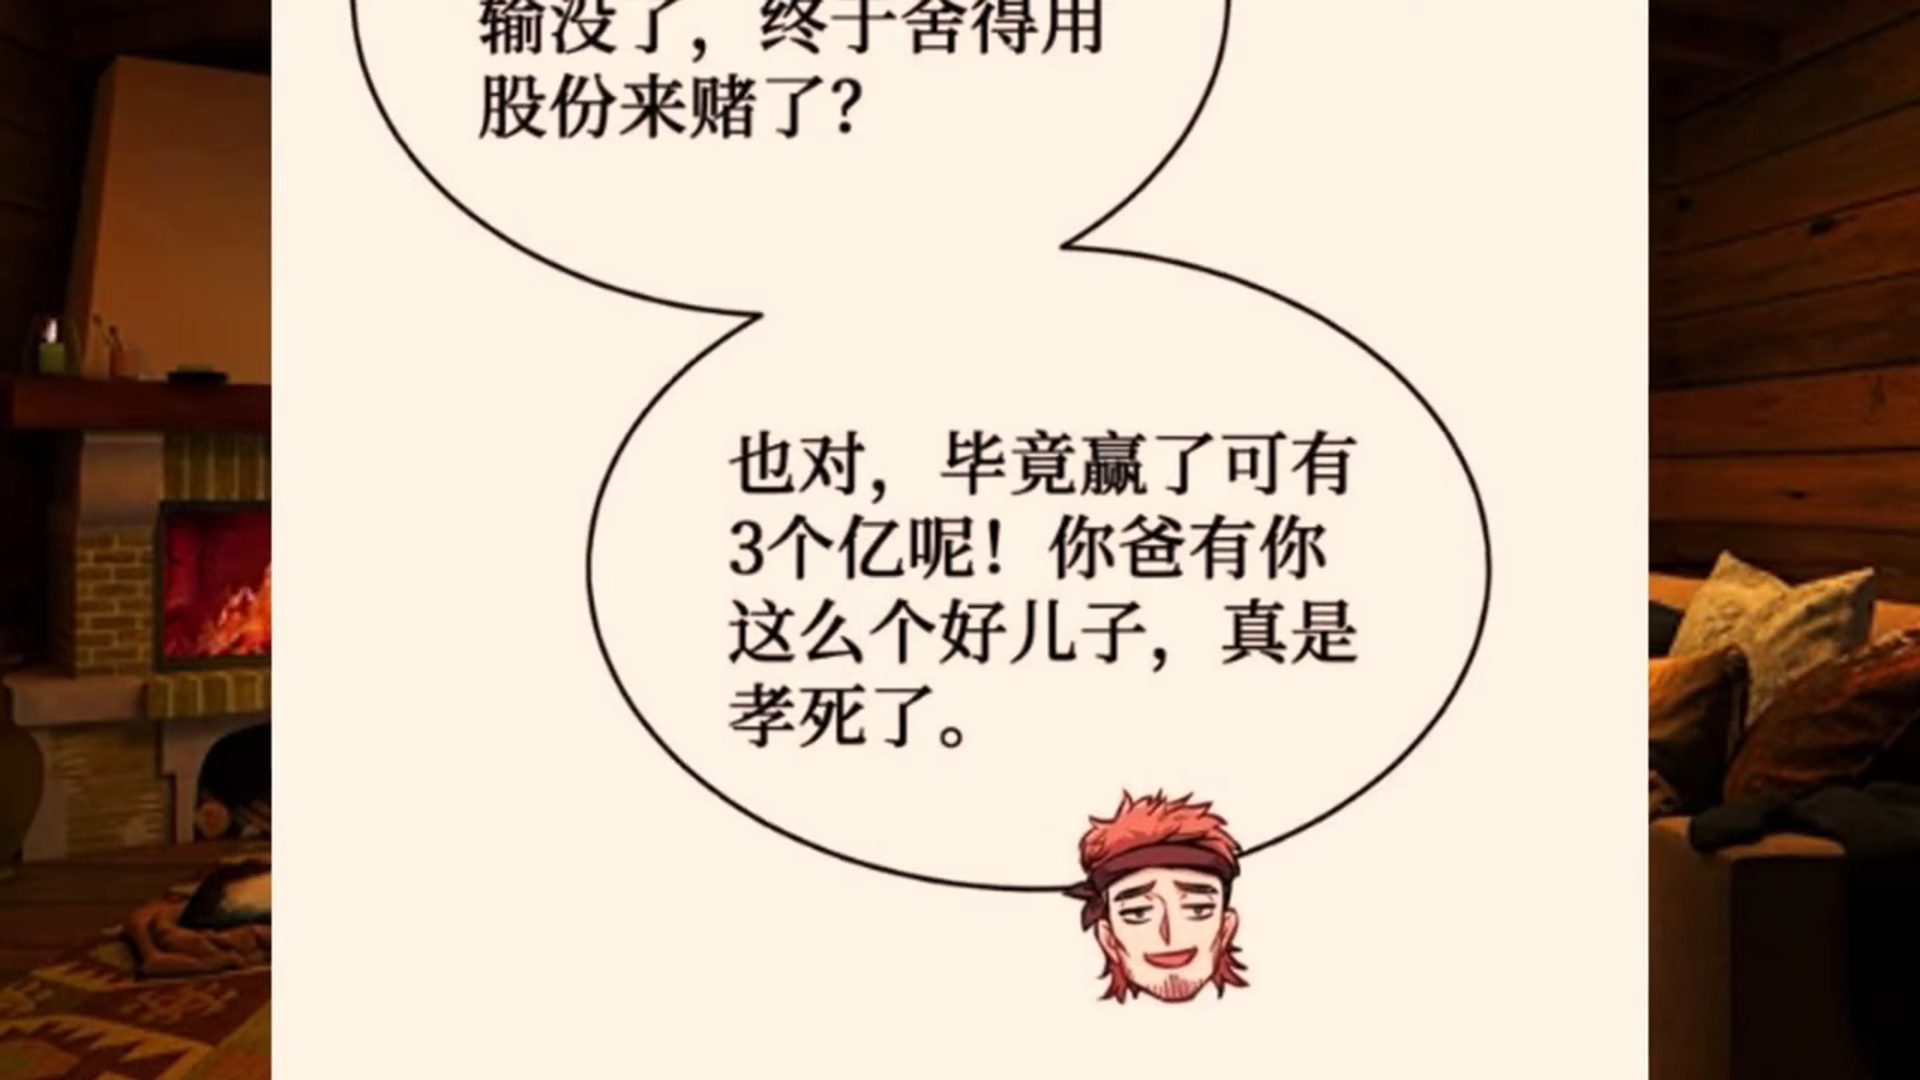 输没了，终于舍得用
股份来赌了？
也对，毕竟赢了可有
3个亿呢！你爸有你
这么个好儿子，真是
孝死了。